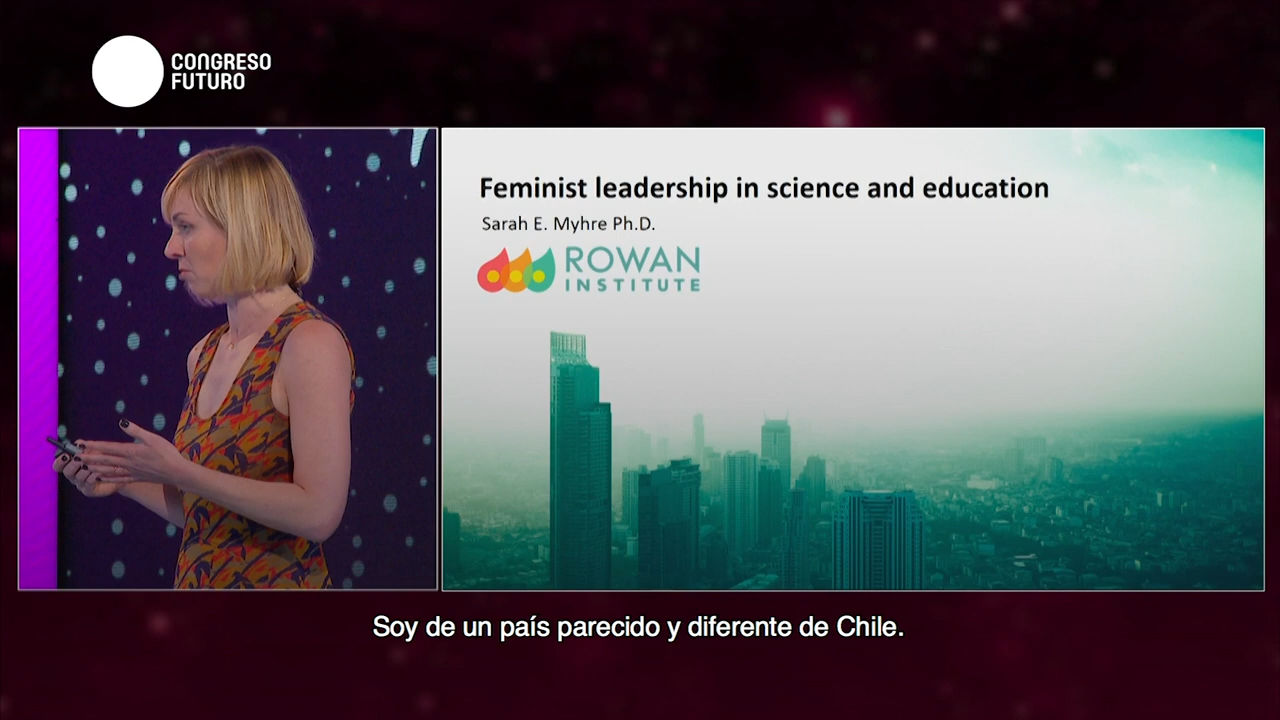 CONGRESO
FUTURO
Feminist leadership in science and education
Sarah E. Myhre Ph.D.
ROWAN
INSTITUTE
Soy de un país parecido y diferente de Chile.